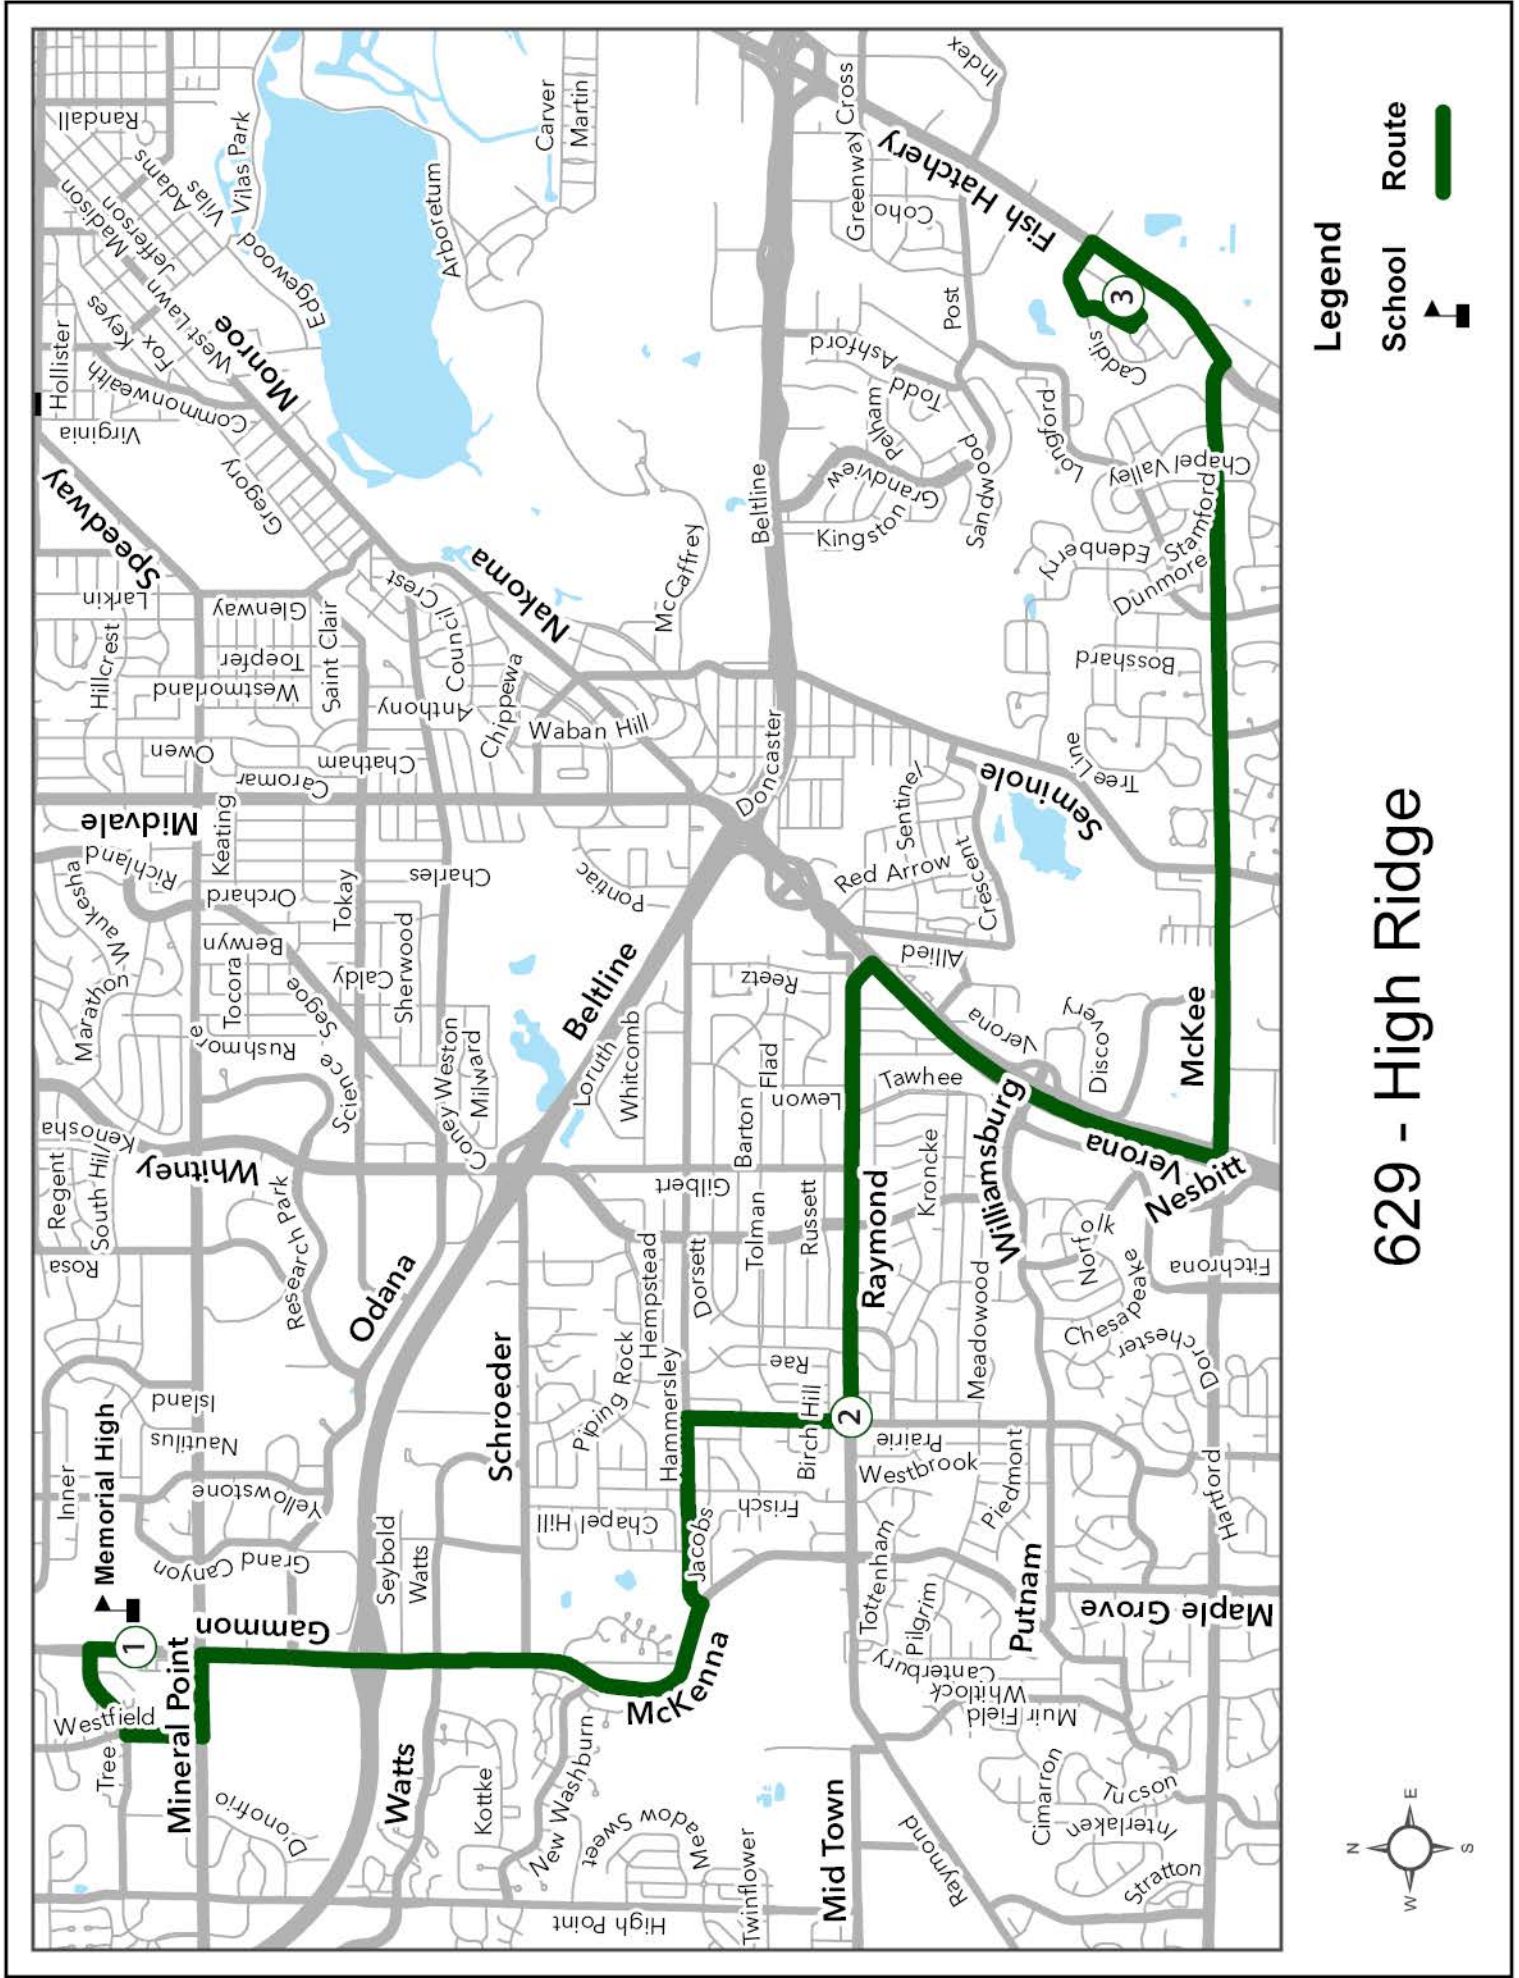 Randall
Vilas Park
Adams
Vilas
Madison
Jefferson
West Lawn
Fox
Keyes
Edgewood
Monroe
Hollister
Commonwealth
Virginia
Gregory
Speedway
Arboretum
Carver
Martin
Greenway Cross
Index
Coho
Fish Hatchery
Post
Ashford
Todd
Pelham
Grandview
Kingston
Sandwood
Longford
Caddis
3
Chapel Valley
Stamford
Edenberry
Dunmore
Bosshard
Beltline
McCaffrey
Nakoma
Council Crest
Larkin
Hillcrest
Glenway
Toepfer
Westmorland
Saint Clair
Anthony
Chippewa
Waban Hill
Owen
Caromar
Chatham
Midvale
Keating
Doncaster
Seminole
Tree Line
Sentinel
Red Arrow
Crescent
Allied
Richland
Waukesha
Marathon
Orchard
Tokay
Charles
Pontiac
Berwyn
Tocora
Segoe
Caldy
Sherwood
Rushmore
Science
Coney Weston
Milward
Beltline
Loruth
Whitcomb
Reetz
Flad
Barton
Lewon
Tawhee
Verona
Discovery
McKee
Kenosha
Regent
South Hill
Whitney
Rosa
Research Park
Odana
Gilbert
Tolman
Russett
Raymond
Kroncke
Williamsburg
Verona
Nesbitt
Norfolk
Fitchrona
Chesapeake
Dorchester
Schroeder
Hempstead
Dorsett
Piping Rock
Hammersley
Rae
Birch Hill
2
Meadowood
Prairie
Westbrook
Piedmont
Hartford
Island
Nautilus
Inner
Memorial High
Yellowstone
Grand Canyon
Seybold
Watts
Chapel Hill
Frisch
Jacobs
Tottenham
Pilgrim
Putnam
Maple Grove
1
Gammon
Westfield
Mineral Point
McKenna
Canterbury
Whitlock
Muir Field
Tree
Donofrio
Watts
Kottke
New Washburn
Sweet Meadow
Twinflower
High Point
Mid Town
Raymond
Cimarron
Tucson
Interlaken
Stratton
Legend
School
Route
629 - High Ridge
N
W
E
S